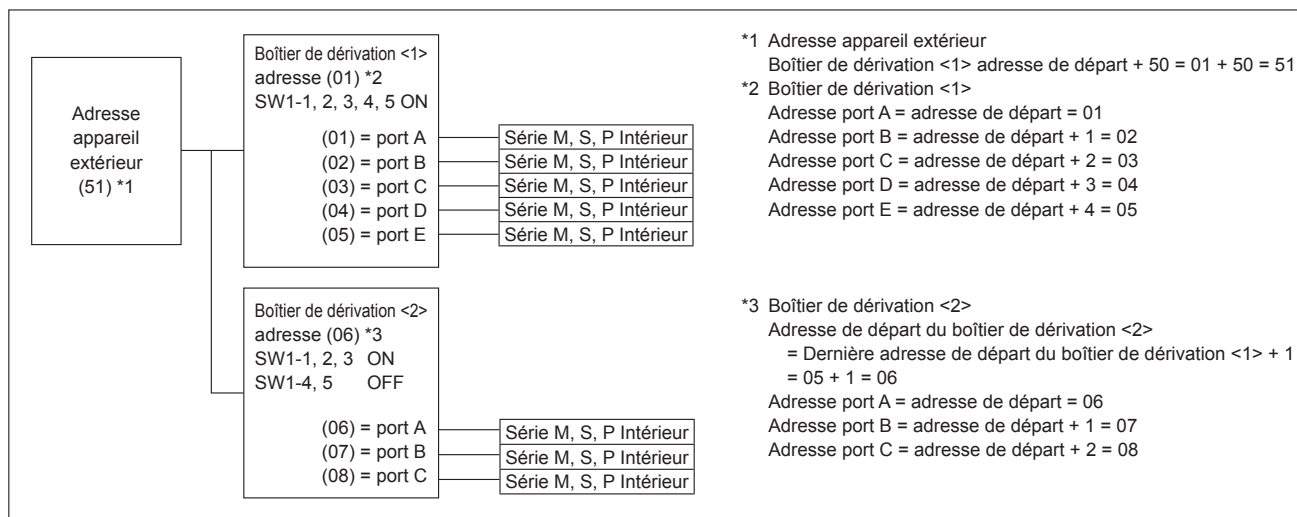 Adresse
appareil
extérieur
(51) *1
Boîtier de dérivation <1>
adresse (01) *2
SW1-1, 2, 3, 4, 5 ON
(01) = port A
(02) = port B
(03) = port C
(04) = port D
(05) = port E
Série M, S, P Intérieur
Série M, S, P Intérieur
Série M, S, P Intérieur
Série M, S, P Intérieur
Série M, S, P Intérieur
Boîtier de dérivation <2>
adresse (06) *3
SW1-1, 2, 3 ON
SW1-4, 5 OFF
(06) = port A
(07) = port B
(08) = port C
Série M, S, P Intérieur
Série M, S, P Intérieur
Série M, S, P Intérieur
*1 Adresse appareil extérieur
Boîtier de dérivation <1> adresse de départ + 50 = 01 + 50 = 51
*2 Boîtier de dérivation <1>
Adresse port A = adresse de départ = 01
Adresse port B = adresse de départ + 1 = 02
Adresse port C = adresse de départ + 2 = 03
Adresse port D = adresse de départ + 3 = 04
Adresse port E = adresse de départ + 4 = 05
*3 Boîtier de dérivation <2>
Adresse de départ du boîtier de dérivation <2>
= Dernière adresse de départ du boîtier de dérivation <1> + 1
= 05 + 1 = 06
Adresse port A = adresse de départ = 06
Adresse port B = adresse de départ + 1 = 07
Adresse port C = adresse de départ + 2 = 08